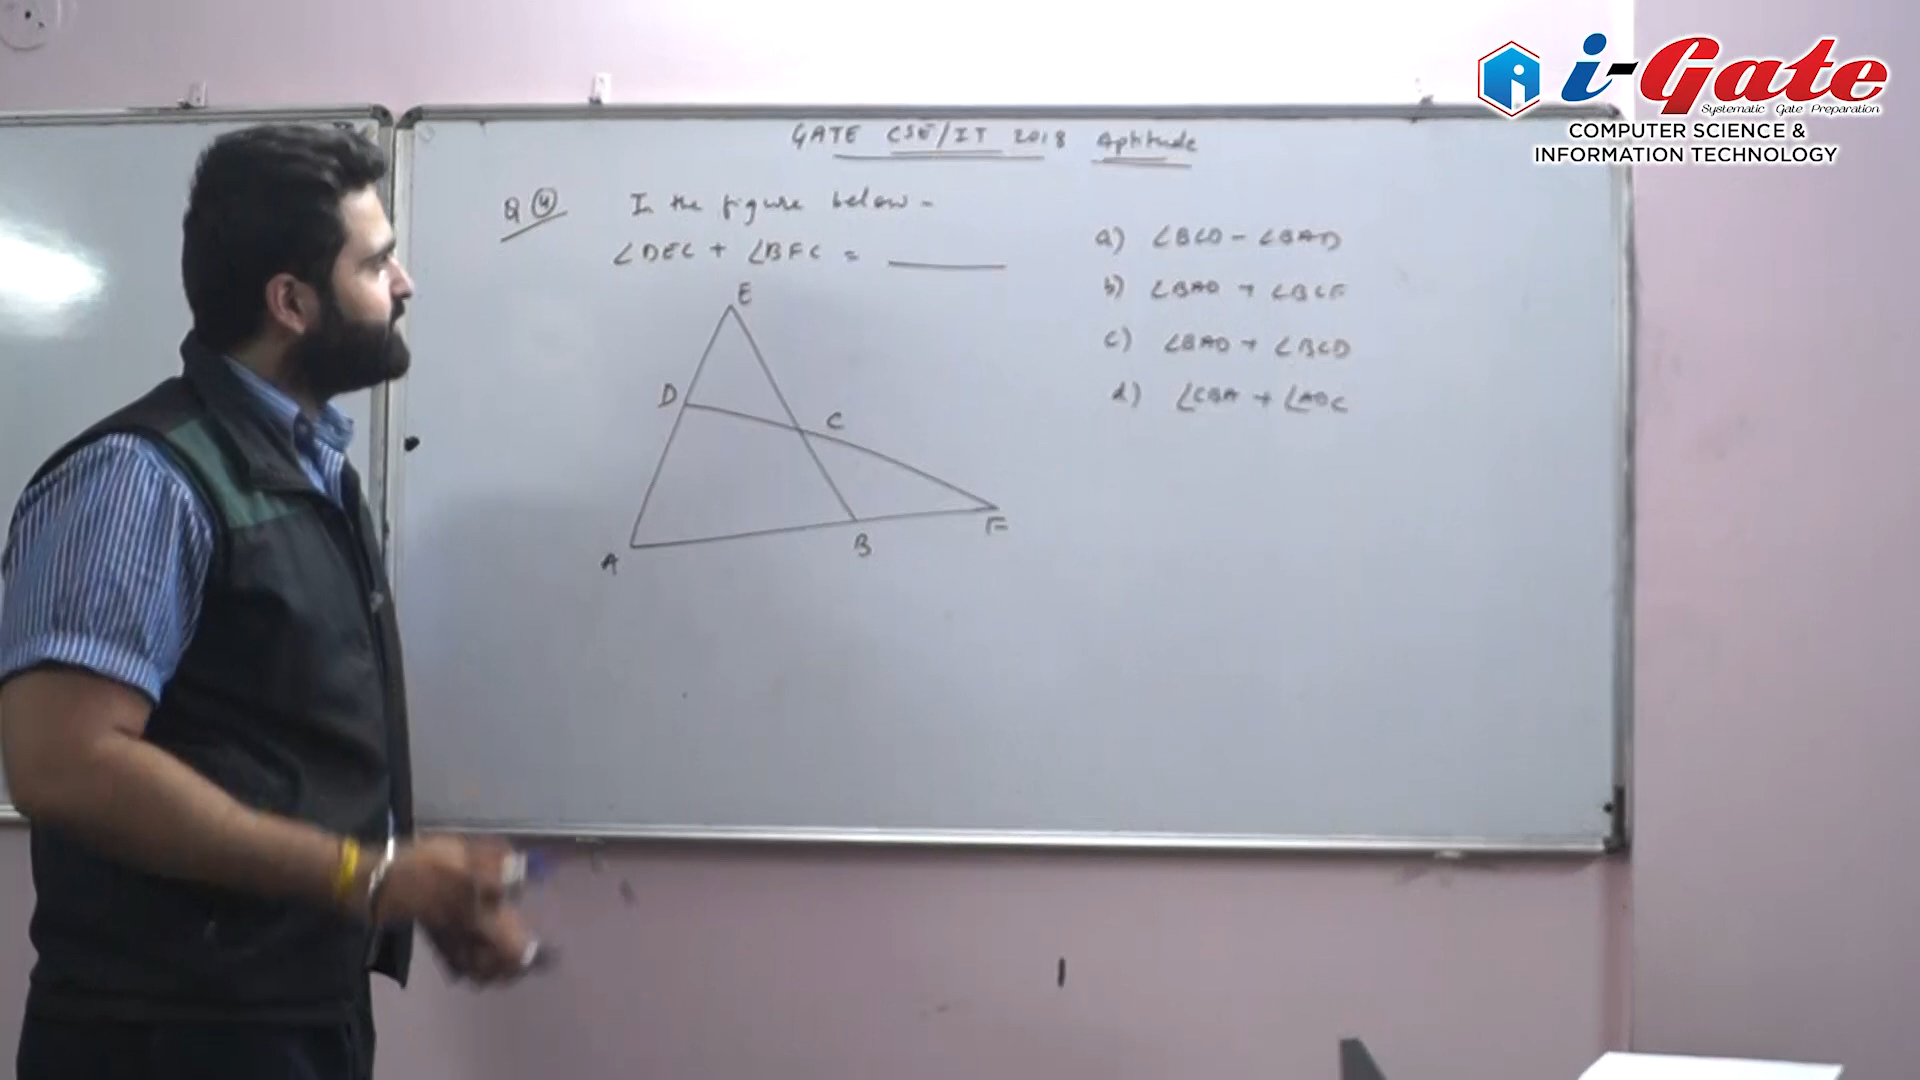 i-Gate
Systematic Gate Preparation
COMPUTER SCIENCE &
INFORMATION TECHNOLOGY
GATE CSE/IT 2018 Aptitude
Q 4 In the figure below -
∠DEC + ∠BFC = ________
a) ∠BCD - ∠BAD
b) ∠BAD + ∠BCF
c) ∠BAD + ∠BCD
d) ∠CBA + ∠ADC
E
D
C
F
B
A